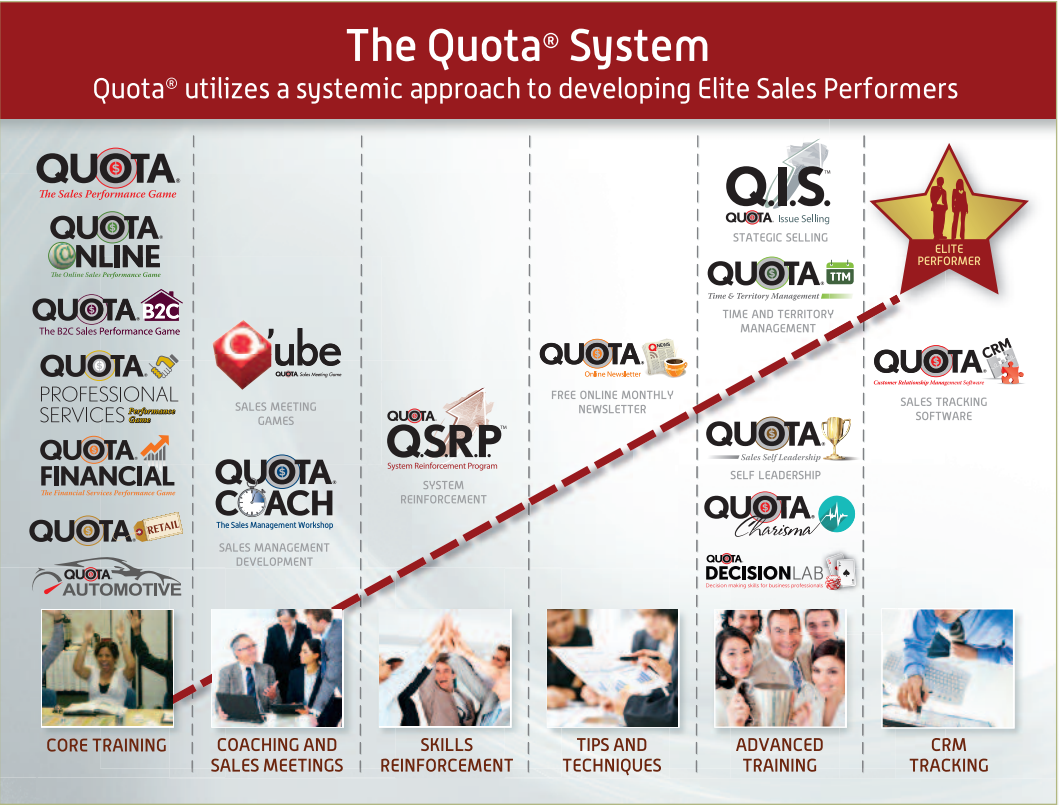 The Quota® System
Quota® utilizes a systemic approach to developing Elite Sales Performers
QUOTA®
The Sales Performance Game
QUOTA®
@NLINE
The Online Sales Performance Game
QUOTA® B2C
The B2C Sales Performance Game
QUOTA®
PROFESSIONAL
SERVICES Performance
Game
QUOTA®
FINANCIAL
The Financial Services Performance Game
QUOTA® RETAIL
QUOTA®
AUTOMOTIVE
CORE TRAINING
Q'ube
QUOTA Sales Meeting Game
SALES MEETING
GAMES
QUOTA®
COACH
The Sales Management Workshop
SALES MANAGEMENT
DEVELOPMENT
COACHING AND
SALES MEETINGS
QUOTA
Q.S.R.P.™
System Reinforcement Program
SYSTEM
REINFORCEMENT
SKILLS
REINFORCEMENT
QUOTA® QNEWS
Online Newsletter
FREE ONLINE MONTHLY
NEWSLETTER
TIPS AND
TECHNIQUES
Q.I.S.™
QUOTA® Issue Selling
STATEGIC SELLING
QUOTA® TTM
Time & Territory Management
TIME AND TERRITORY
MANAGEMENT
QUOTA®
Sales Self Leadership
SELF LEADERSHIP
QUOTA®
Charisma
QUOTA
DECISIONLAB
Decision making skills for business professionals
ADVANCED
TRAINING
ELITE
PERFORMER
QUOTA® CRM
Customer Relationship Management Software
SALES TRACKING
SOFTWARE
CRM
TRACKING